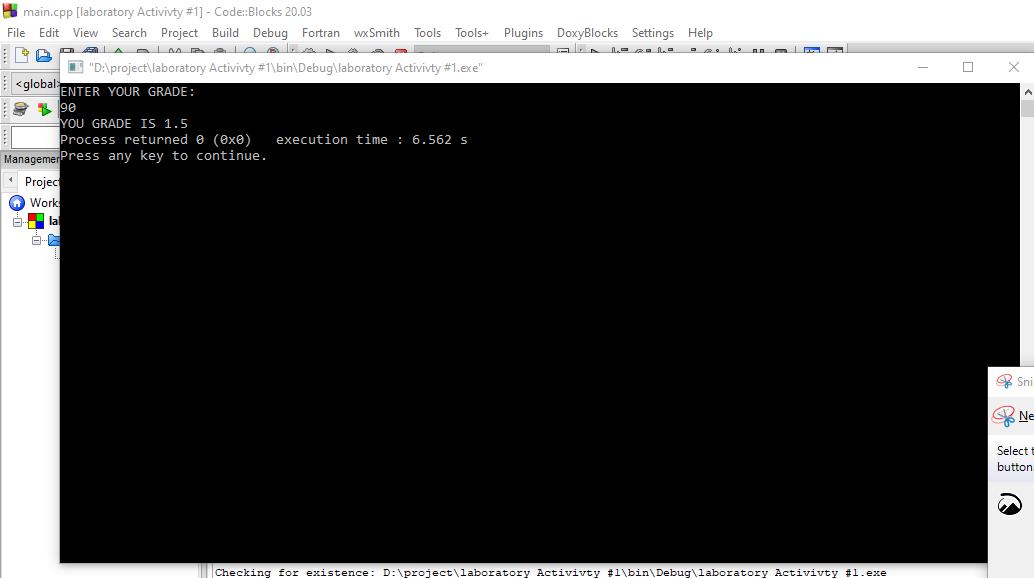 main.cpp [laboratory Activivty #1] - Code::Blocks 20.03
File Edit View Search Project Build Debug Fortran wxSmith Tools Tools+ Plugins DoxyBlocks Settings Help
"D:\project\laboratory Activivty #1\bin\Debug\laboratory Activivty #1.exe"
<global>
ENTER YOUR GRADE:
90
YOU GRADE IS 1.5
Process returned 0 (0x0)   execution time : 6.562 s
Press any key to continue.
Managemen
Projec
Works
la
Sni
Ne
Select t
button
Checking for existence: D:\project\laboratory Activivty #1\bin\Debug\laboratory Activivty #1.exe